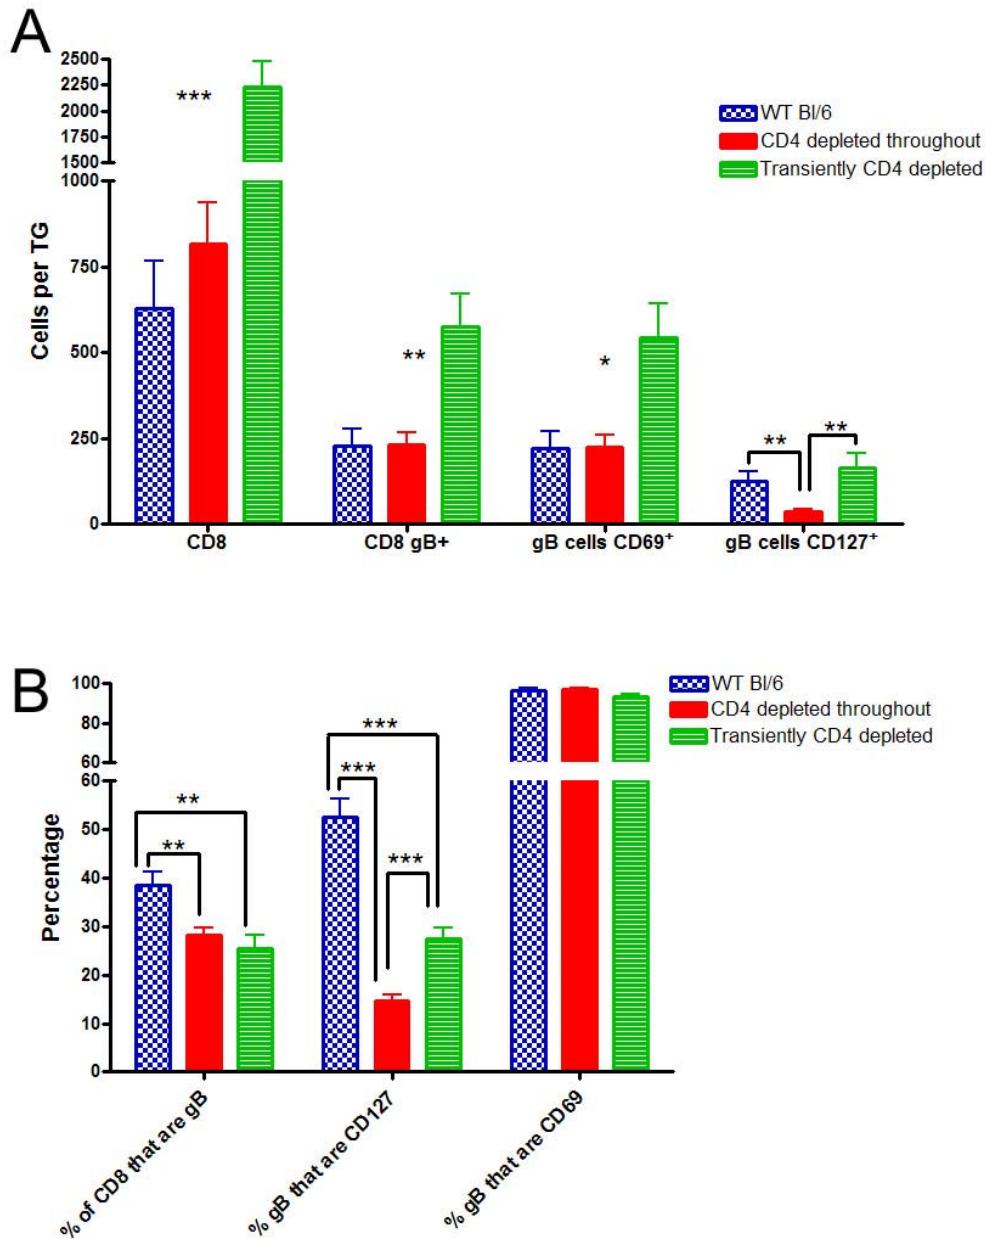 A
2500
2250
2000
1750
1500
1000
750
500
250
0
Cells per TG
***
**
*
**
**
WT Bl/6
CD4 depleted throughout
Transiently CD4 depleted
CD8
CD8 gB+
gB cells CD69⁺
gB cells CD127⁺
B
100
80
60
60
50
40
30
20
10
0
Percentage
**
**
***
***
***
WT Bl/6
CD4 depleted throughout
Transiently CD4 depleted
% of CD8 that are gB
% gB that are CD127
% gB that are CD69